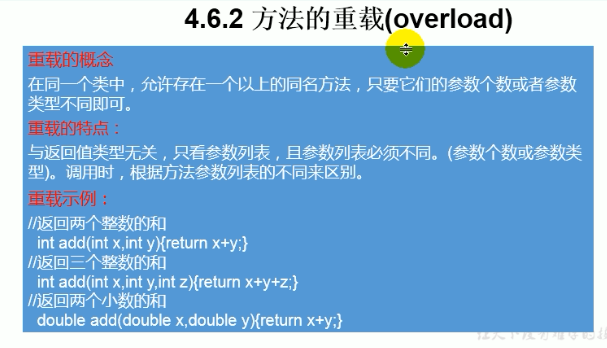 4.6.2 方法的重载(overload)
重载的概念
在同一个类中，允许存在一个以上的同名方法，只要它们的参数个数或者参数
类型不同即可。
重载的特点：
与返回值类型无关，只看参数列表，且参数列表必须不同。(参数个数或参数类
型)。调用时，根据方法参数列表的不同来区别。
重载示例：
//返回两个整数的和
int add(int x,int y){return x+y;}
//返回三个整数的和
int add(int x,int y,int z){return x+y+z;}
//返回两个小数的和
double add(double x,double y){return x+y;}